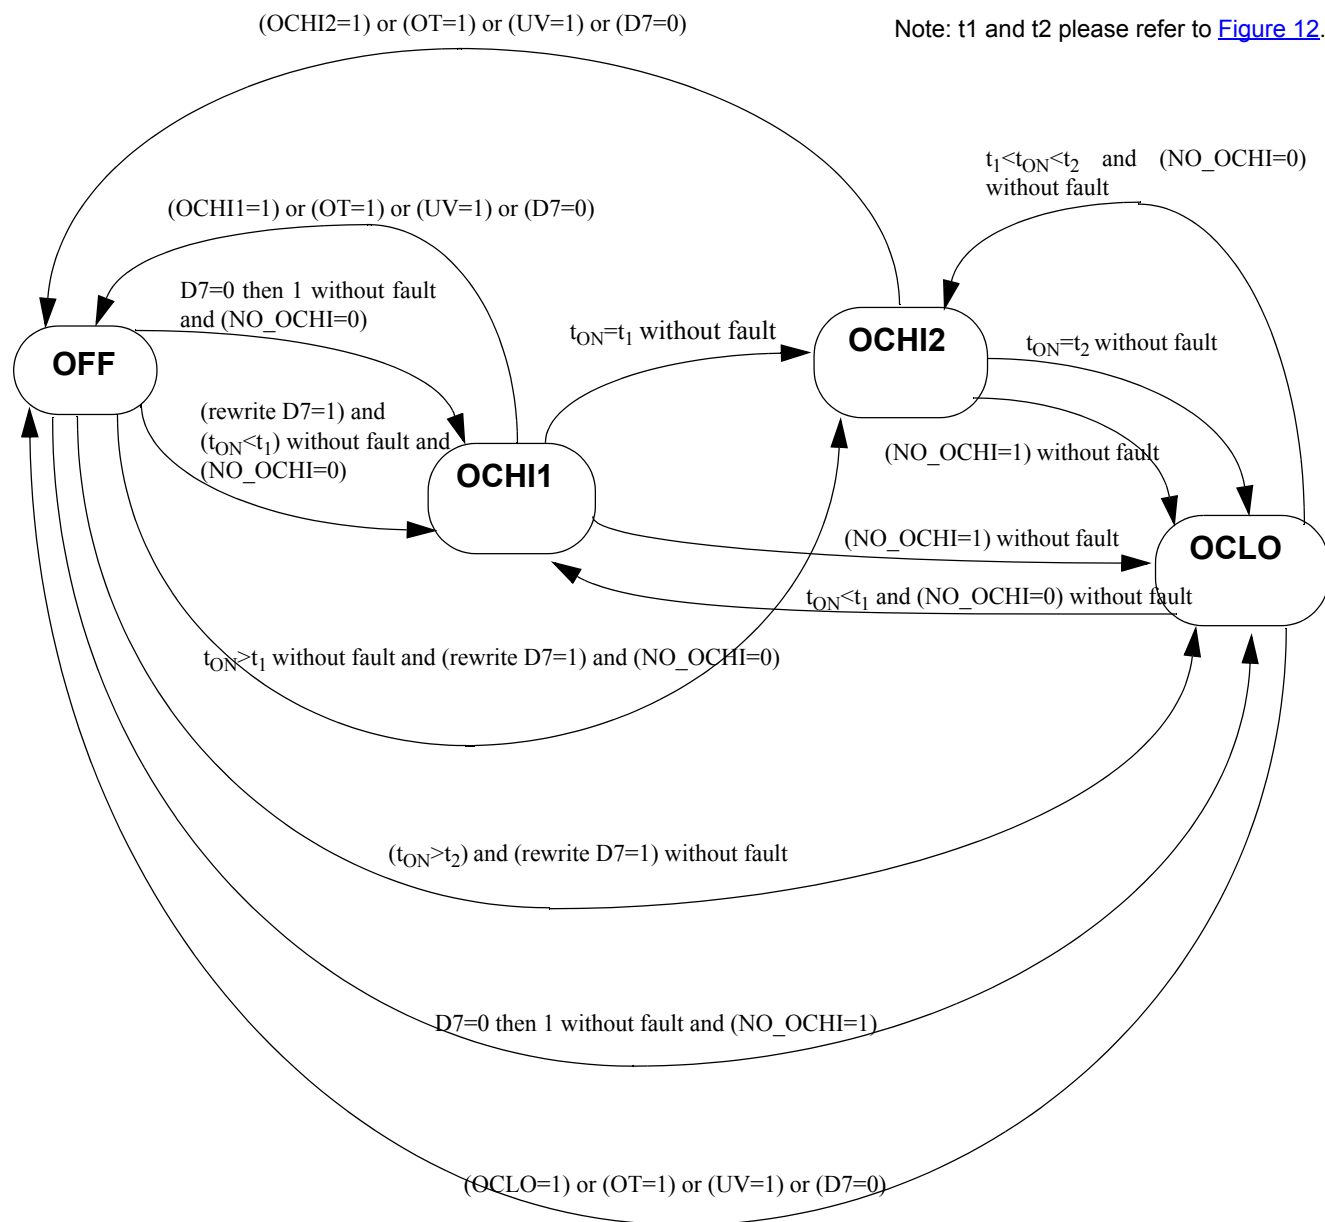 (OCHI2=1) or (OT=1) or (UV=1) or (D7=0)
Note: t1 and t2 please refer to Figure 12.
t1<tON<t2 and (NO_OCHI=0)
without fault
(OCHI1=1) or (OT=1) or (UV=1) or (D7=0)
D7=0 then 1 without fault
and (NO_OCHI=0)
tON=t1 without fault
OCHI2
tON=t2 without fault
OFF
(rewrite D7=1) and
(tON<t1) without fault and
(NO_OCHI=0)
OCHI1
(NO_OCHI=1) without fault
(NO_OCHI=1) without fault
OCLO
tON<t1 and (NO_OCHI=0) without fault
tON>t1 without fault and (rewrite D7=1) and (NO_OCHI=0)
(tON>t2) and (rewrite D7=1) without fault
D7=0 then 1 without fault and (NO_OCHI=1)
(OCLO=1) or (OT=1) or (UV=1) or (D7=0)